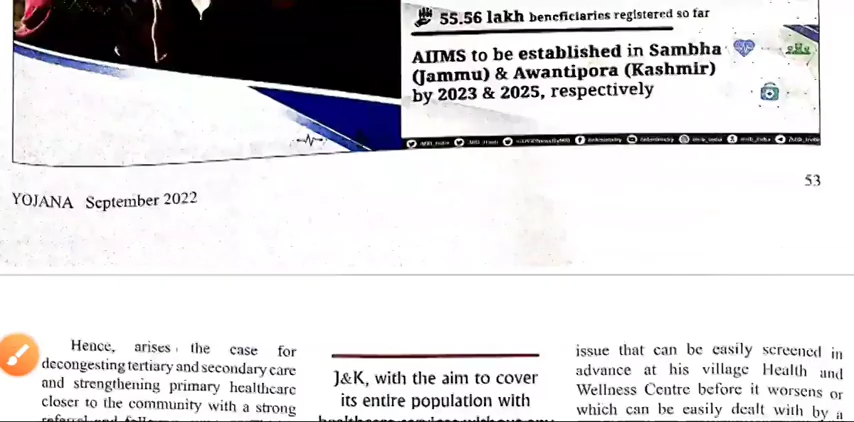 55.56 lakh beneficiaries registered so far
AIIMS to be established in Sambha
(Jammu) & Awantipora (Kashmir)
by 2023 & 2025, respectively
53
YOJANA September 2022
Hence, arises the case for
decongesting tertiary and secondary care
and strengthening primary healthcare
closer to the community with a strong
J&K, with the aim to cover
its entire population with
issue that can be easily screened in
advance at his village Health and
Wellness Centre before it worsens or
which can be easily dealt with by a